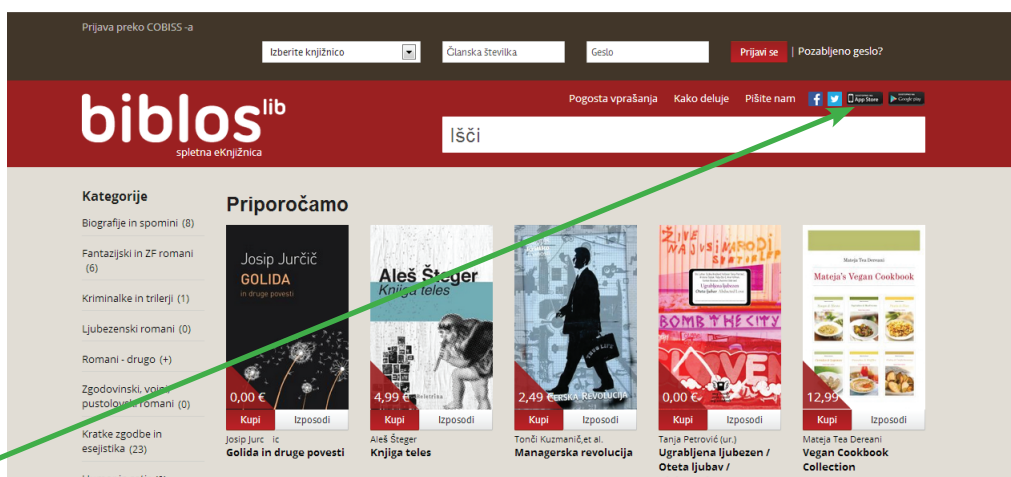 Prijava preko COBISS -a
Izberite knjižnico
Članska številka
Geslo
Prijavi se
| Pozabljeno geslo?
Pogosta vprašanja Kako deluje Pišite nam
App Store
Google play
bibloslib
spletna eKnjižnica
Išči
Kategorije
Biografije in spomini (8)
Fantazijski in ZF romani
(6)
Kriminalke in trilerji (1)
Ljubezenski romani (0)
Romani - drugo (+)
Zgodovinski, vojni
pustolovski romani (0)
Kratke zgodbe in
esejistika (23)
Priporočamo
Josip Jurčič
GOLIDA
in druge povesti
0,00 €
Kupi Izposodi
Josip Jurc ic
Golida in druge povesti
Aleš Šteger
Knjiga teles
4,99 €
Kupi Izposodi
Aleš Šteger
Knjiga teles
2,49 €
ERSKA REVOLUCIJA
Kupi Izposodi
Tonči Kuzmanič,et al.
Managerska revolucija
BOMB THE CITY
0,00 €
Kupi Izposodi
Tanja Petrović (ur.)
Ugrabljena ljubezen /
Oteta ljubav /
Mateja Tea Dereani
Mateja's Vegan Cookbook
12,99
Kupi Izposodi
Mateja Tea Dereani
Vegan Cookbook
Collection